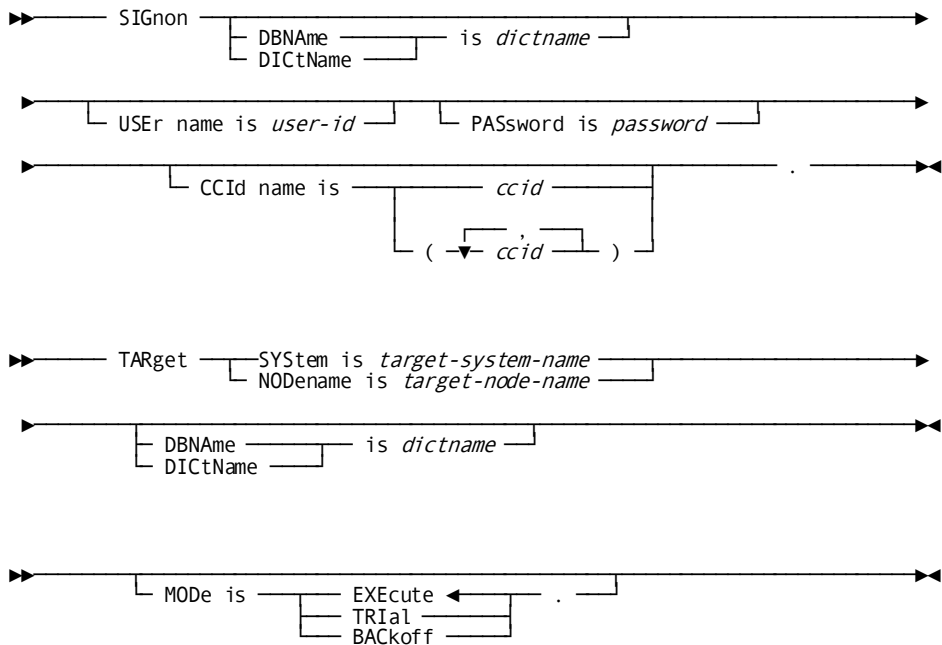 SIGnon
DBNAme is dictname
DICtName
USEr name is user-id PASsword is password
CCId name is ccid .
,
( ccid )
TARget SYStem is target-system-name
NODename is target-node-name
DBNAme is dictname
DICtName
MODe is EXEcute .
TRIal
BACkoff